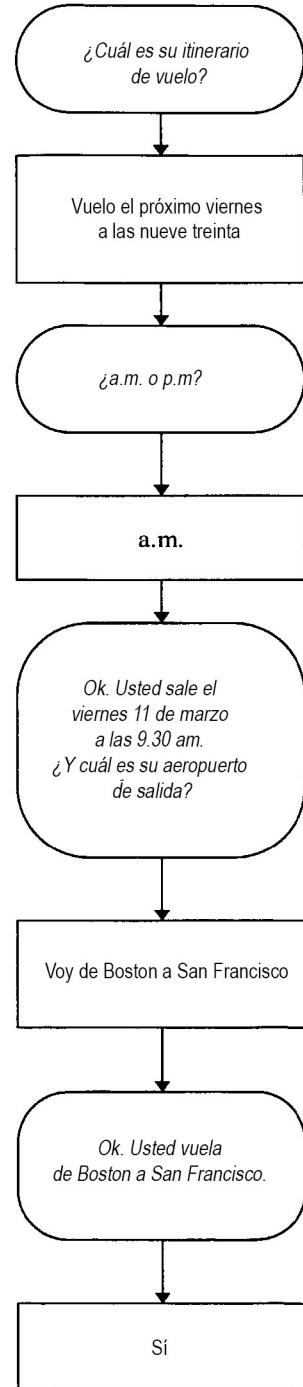 ¿Cuál es su itinerario
de vuelo?
Vuelo el próximo viernes
a las nueve treinta
¿a.m. o p.m?
a.m.
Ok. Usted sale el
viernes 11 de marzo
a las 9.30 am.
¿Y cuál es su aeropuerto
de salida?
Voy de Boston a San Francisco
Ok. Usted vuela
de Boston a San Francisco.
Sí